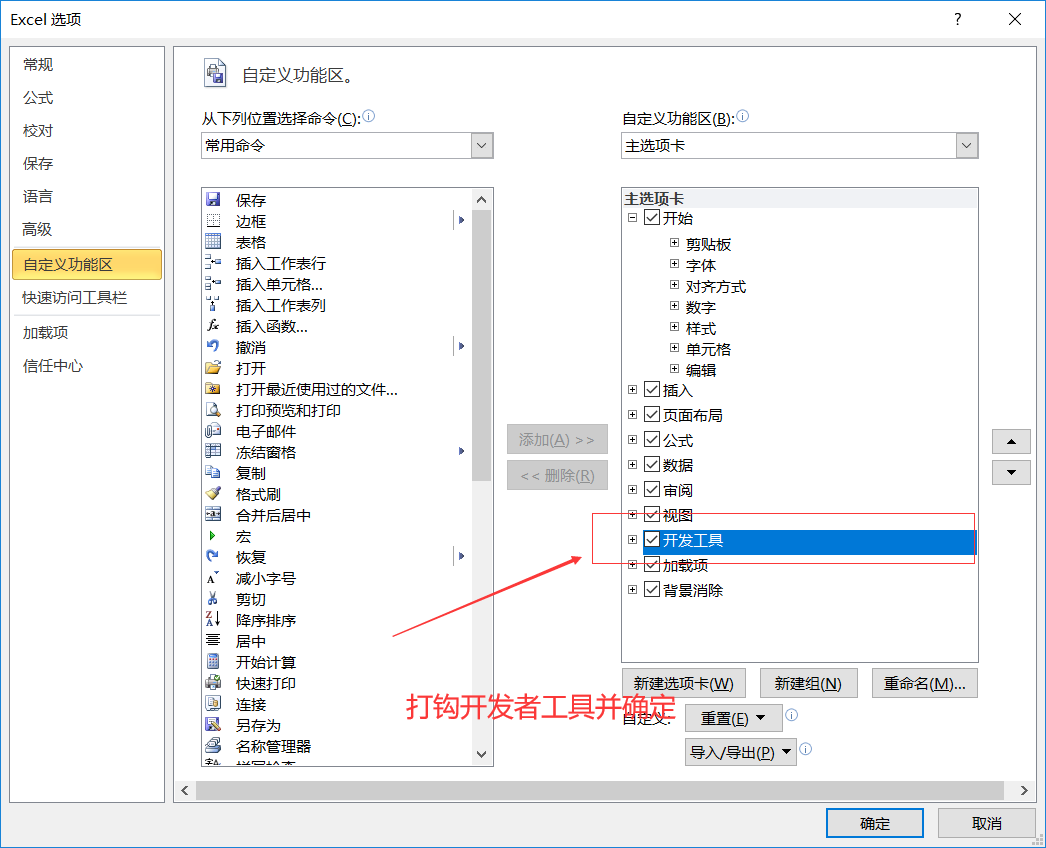 Excel 选项
常规
公式
校对
保存
语言
高级
自定义功能区
快速访问工具栏
加载项
信任中心
自定义功能区。
从下列位置选择命令(C):
常用命令
保存
边框
表格
插入工作表行
插入单元格...
插入工作表列
插入函数...
撤消
打开
打开最近使用过的文件...
打印预览和打印
电子邮件
冻结窗格
复制
格式刷
合并后居中
宏
恢复
减小字号
剪切
降序排序
居中
开始计算
快速打印
连接
另存为
名称管理器
拼写检查
添加(A) >>
<< 删除(R)
自定义功能区(B):
主选项卡
主选项卡
开始
剪贴板
字体
对齐方式
数字
样式
单元格
编辑
插入
页面布局
公式
数据
审阅
视图
开发工具
加载项
背景消除
新建选项卡(W)
新建组(N)
重命名(M)...
打钩开发者工具并确定
自定义:
重置(E)
导入/导出(P)
确定
取消